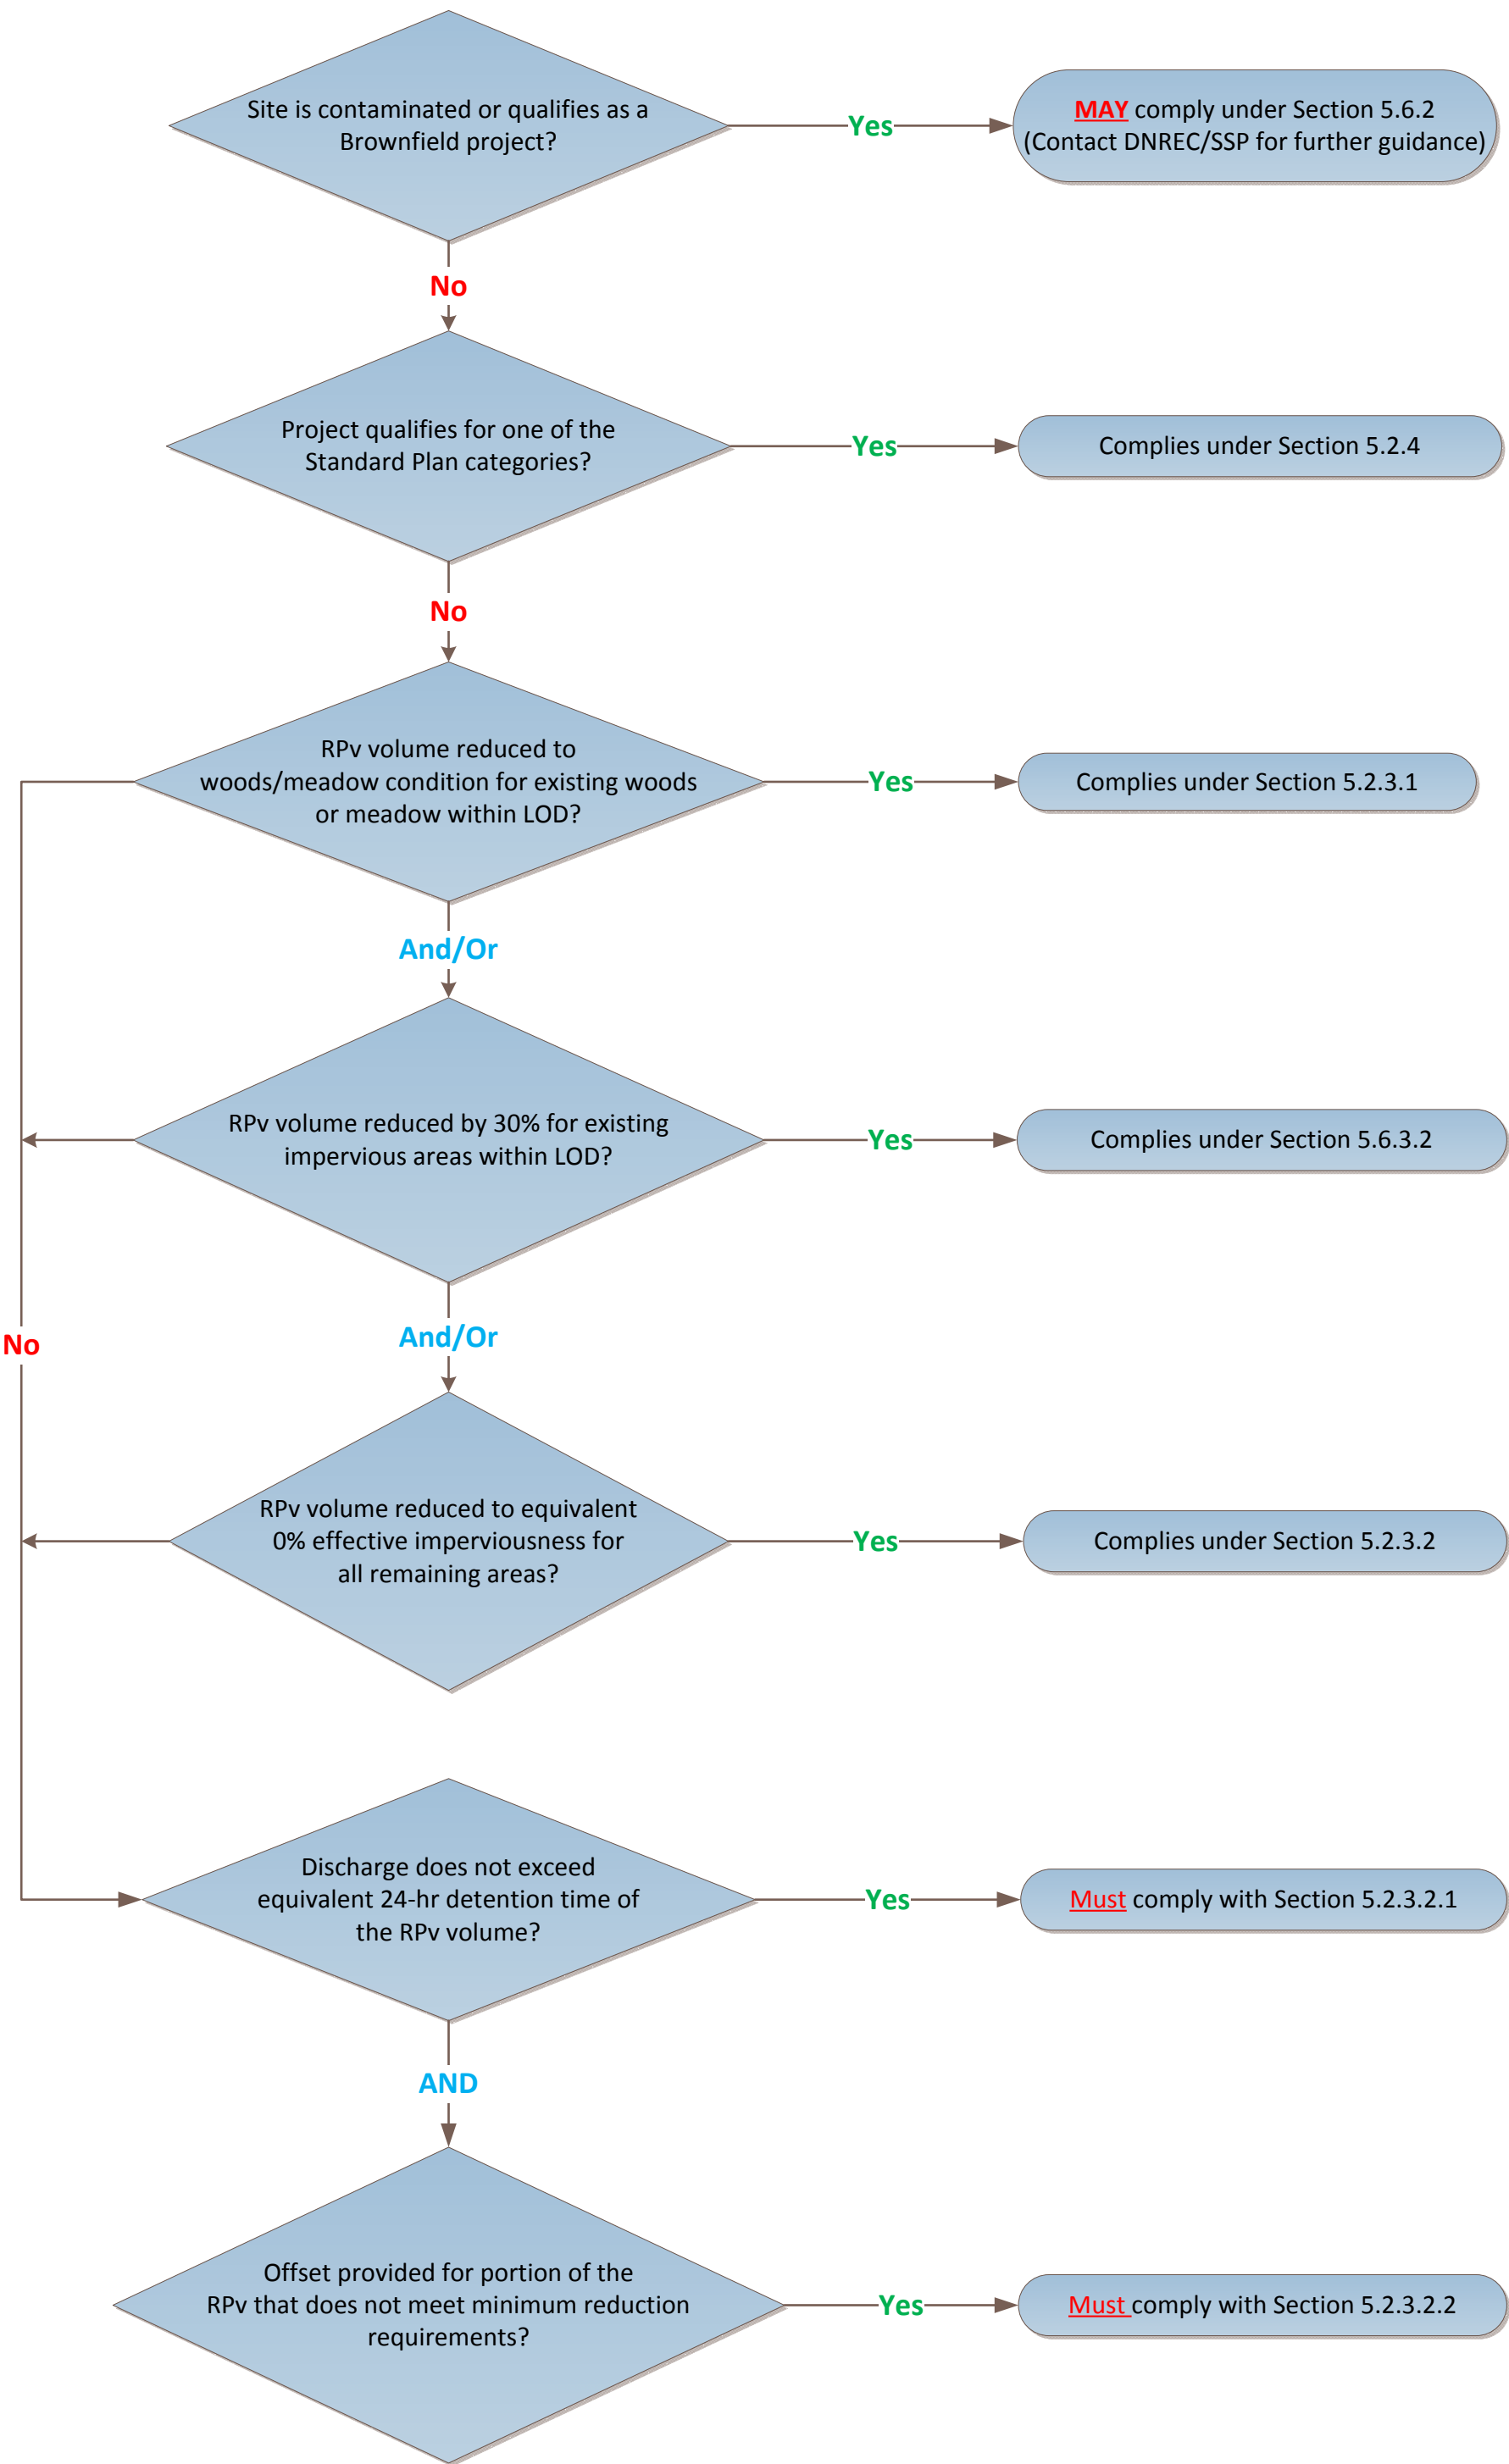 Site is contaminated or qualifies as a
Brownfield project?
Yes
MAY comply under Section 5.6.2
(Contact DNREC/SSP for further guidance)
No
Project qualifies for one of the
Standard Plan categories?
Yes
Complies under Section 5.2.4
No
RPv volume reduced to
woods/meadow condition for existing woods
or meadow within LOD?
Yes
Complies under Section 5.2.3.1
And/Or
RPv volume reduced by 30% for existing
impervious areas within LOD?
Yes
Complies under Section 5.6.3.2
And/Or
No
RPv volume reduced to equivalent
0% effective imperviousness for
all remaining areas?
Yes
Complies under Section 5.2.3.2
Discharge does not exceed
equivalent 24-hr detention time of
the RPv volume?
Yes
Must comply with Section 5.2.3.2.1
AND
Offset provided for portion of the
RPv that does not meet minimum reduction
requirements?
Yes
Must comply with Section 5.2.3.2.2